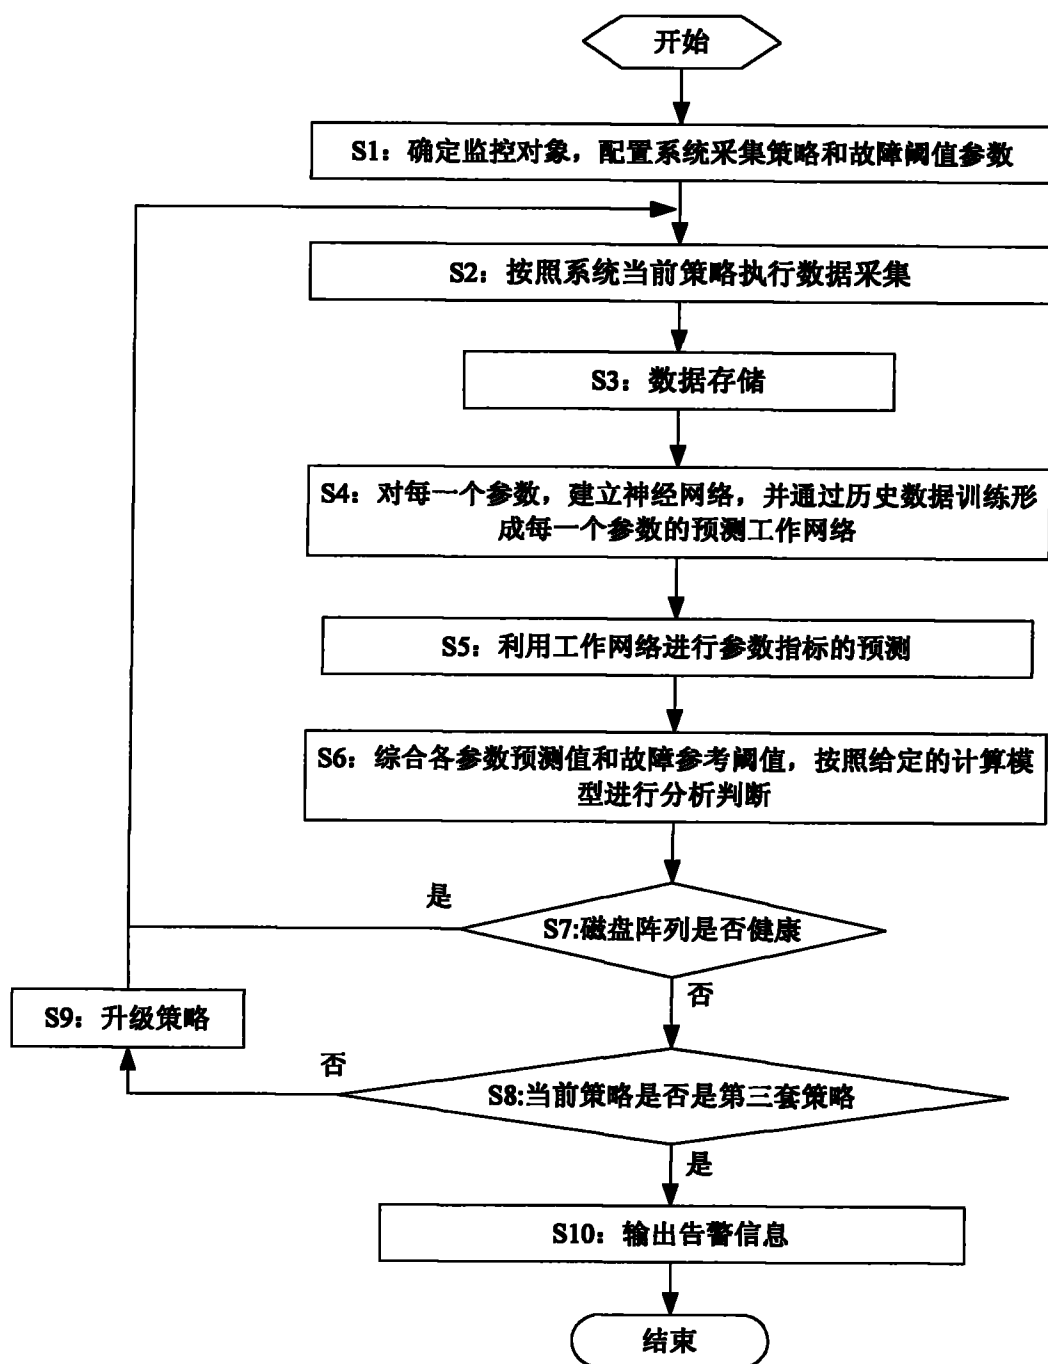 开始
S1：确定监控对象，配置系统采集策略和故障阈值参数
S2：按照系统当前策略执行数据采集
S3：数据存储
S4：对每一个参数，建立神经网络，并通过历史数据训练形
成每一个参数的预测工作网络
S5：利用工作网络进行参数指标的预测
S6：综合各参数预测值和故障参考阈值，按照给定的计算模
型进行分析判断
是
S7:磁盘阵列是否健康
否
S9：升级策略
否
S8:当前策略是否是第三套策略
是
S10：输出告警信息
结束